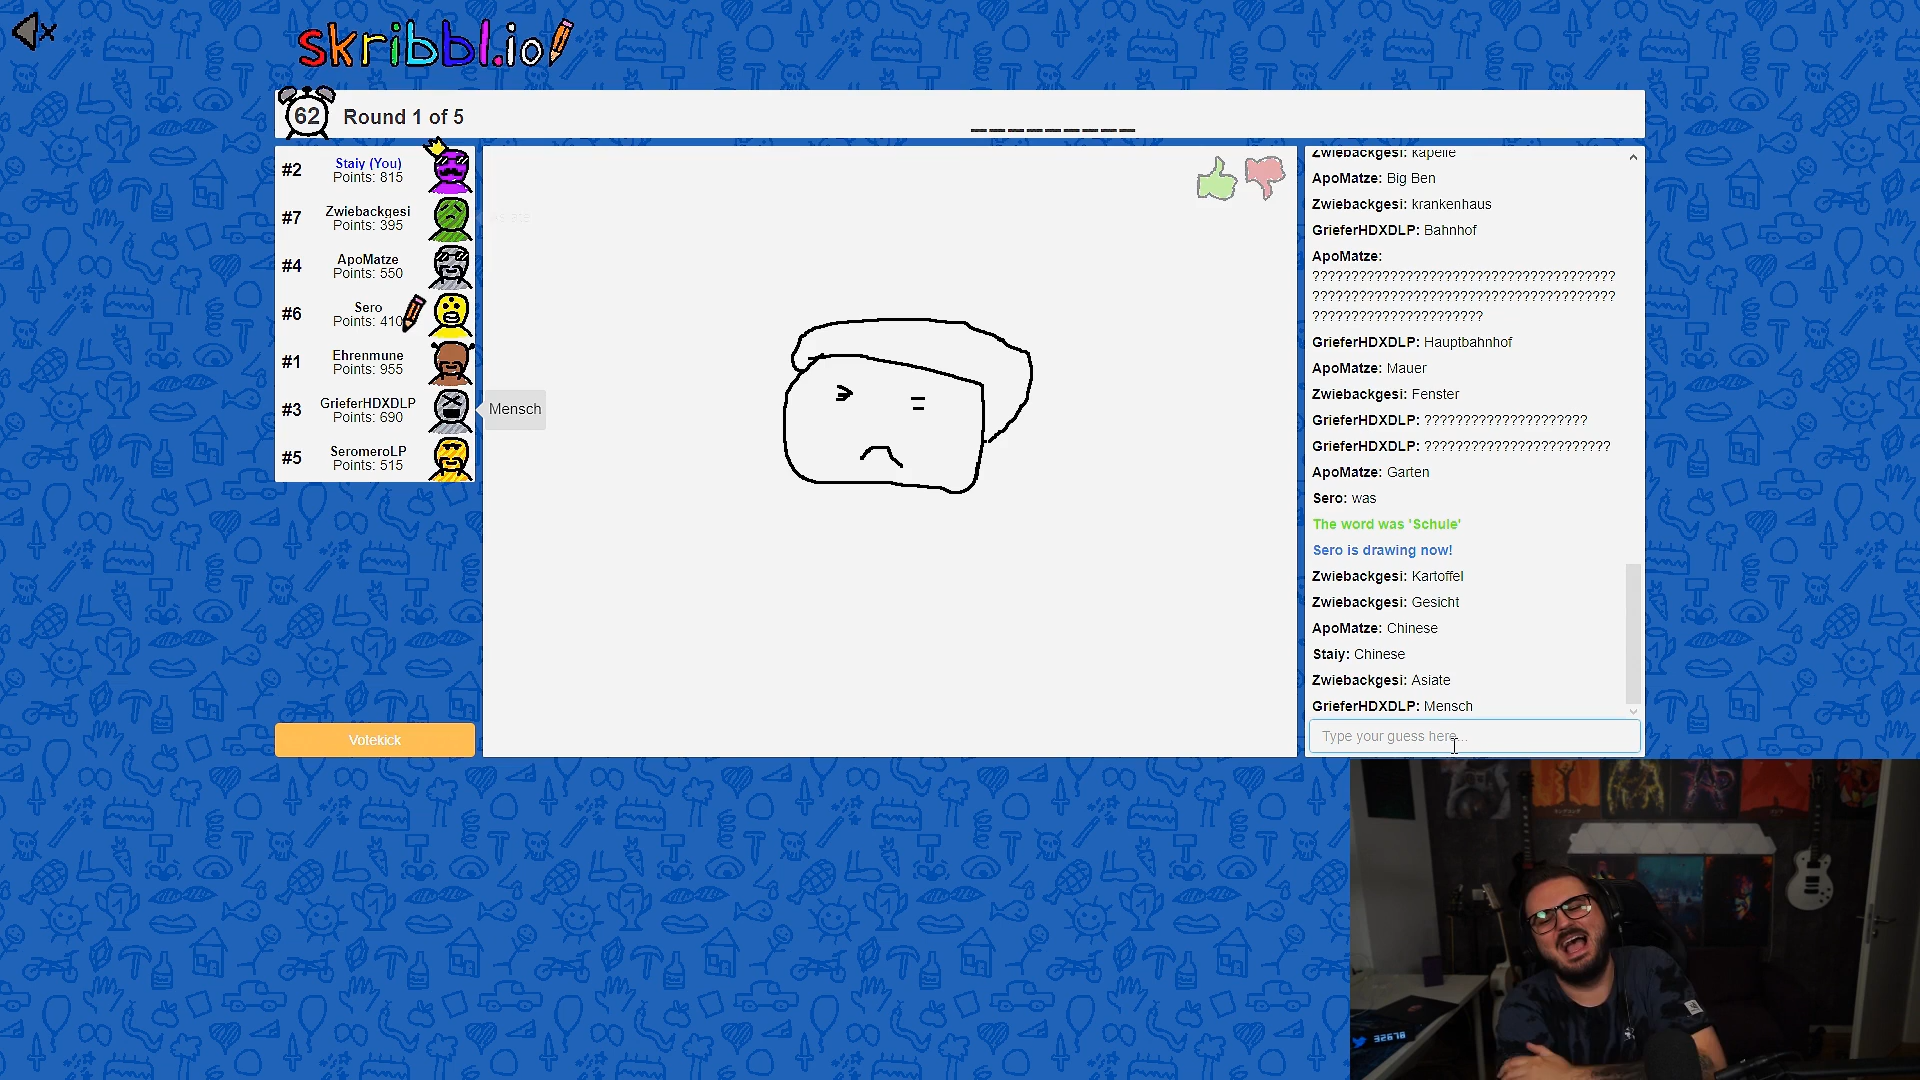 skribbl.io
62
Round 1 of 5
#2
Staiy (You)
Points: 815
#7
Zwiebackgesi
Points: 395
#4
ApoMatze
Points: 550
#6
Sero
Points: 410
#1
Ehrenmune
Points: 955
#3
GrieferHDXDLP
Points: 690
#5
SeromeroLP
Points: 515
Mensch
Votekick
Zwiebackgesi: kapelle
ApoMatze: Big Ben
Zwiebackgesi: krankenhaus
GrieferHDXDLP: Bahnhof
ApoMatze:
???????????????????????????????????????
???????????????????????????????????????
??????????????????????
GrieferHDXDLP: Hauptbahnhof
ApoMatze: Mauer
Zwiebackgesi: Fenster
GrieferHDXDLP: ?????????????????????
GrieferHDXDLP: ????????????????????????
ApoMatze: Garten
Sero: was
The word was 'Schule'
Sero is drawing now!
Zwiebackgesi: Kartoffel
Zwiebackgesi: Gesicht
ApoMatze: Chinese
Staiy: Chinese
Zwiebackgesi: Asiate
GrieferHDXDLP: Mensch
Type your guess here...